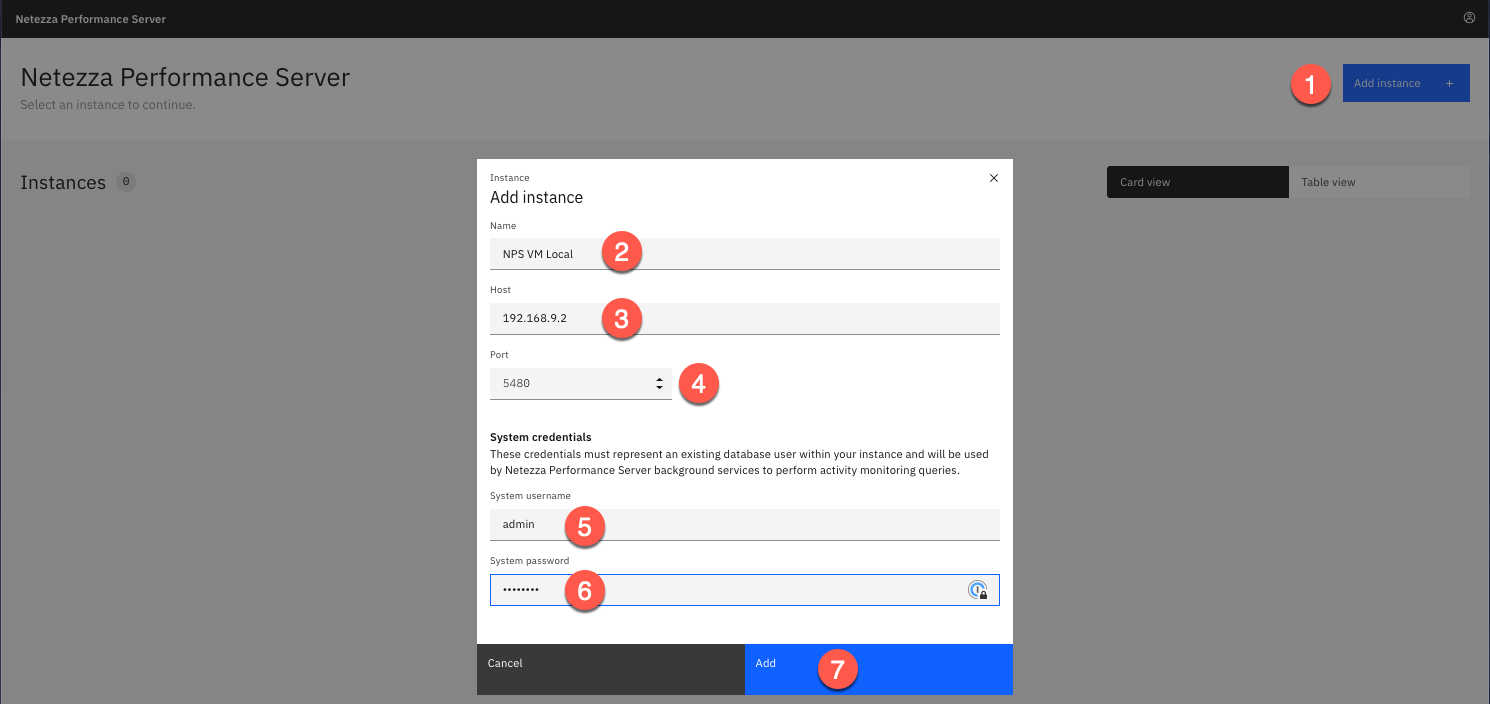 Netezza Performance Server
Netezza Performance Server
Select an instance to continue.
1
Add instance +
Instances 0
Card view
Table view
Instance
Add instance
Name
NPS VM Local
2
Host
192.168.9.2
3
Port
5480
4
System credentials
These credentials must represent an existing database user within your instance and will be used
by Netezza Performance Server background services to perform activity monitoring queries.
System username
admin
5
System password
••••••••
6
Cancel
Add
7